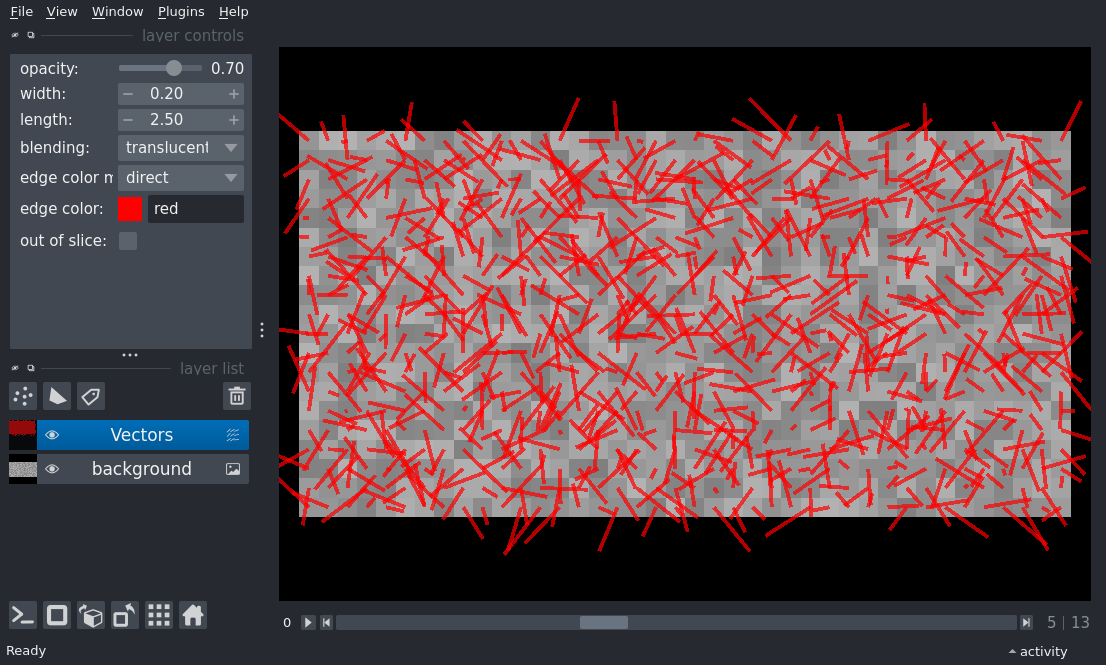 File View Window Plugins Help
layer controls
opacity: 0.70
width: − 0.20 +
length: − 2.50 +
blending: translucent
edge color m direct
edge color: red
out of slice:
layer list
Vectors
background
0 5 | 13
Ready activity